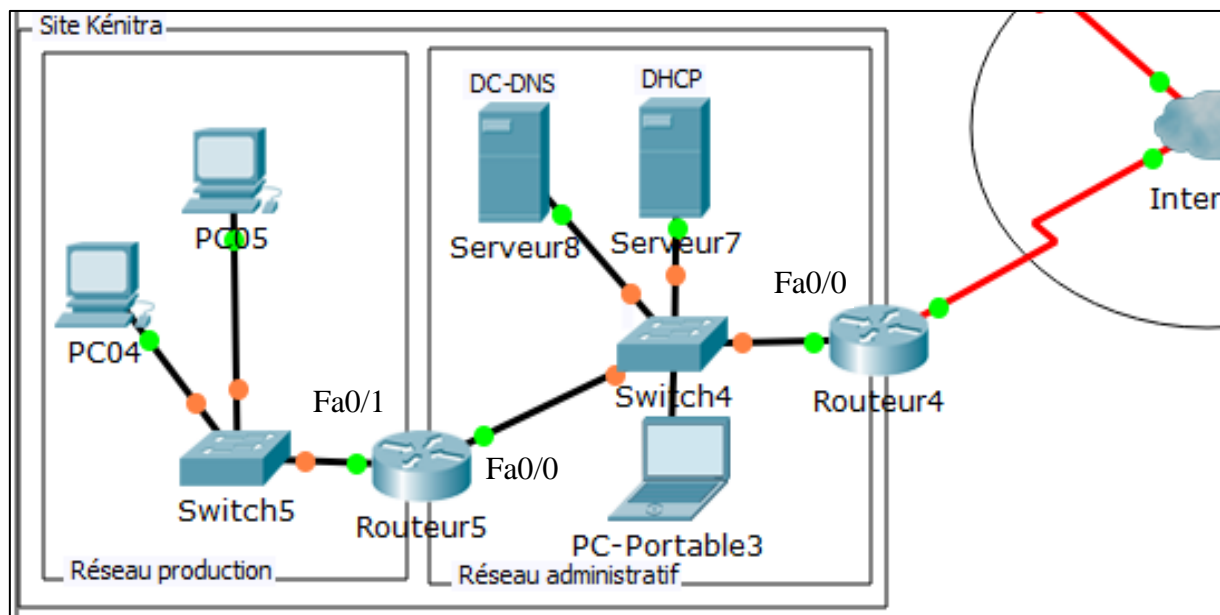 Site Kénitra
DC-DNS
DHCP
PC05
Serveur8
Serveur7
Inter
Fa0/0
PC04
Switch4
Routeur4
Fa0/1
Fa0/0
Switch5
Routeur5
PC-Portable3
Réseau production
Réseau administratif